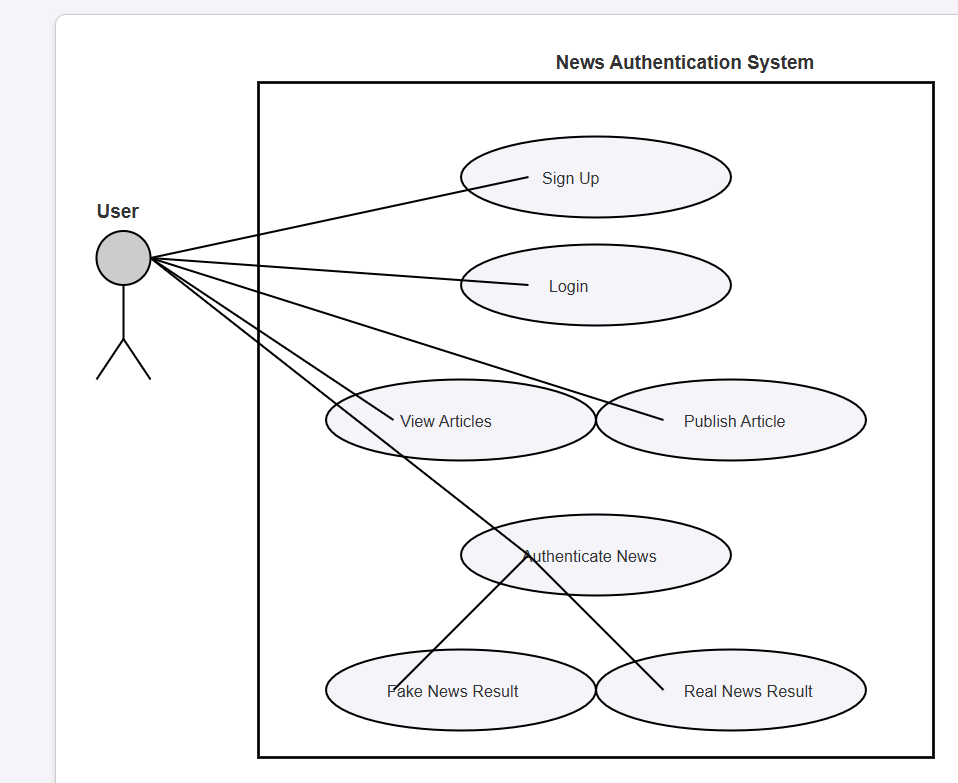 News Authentication System
User
Sign Up
Login
View Articles
Publish Article
Authenticate News
Fake News Result
Real News Result